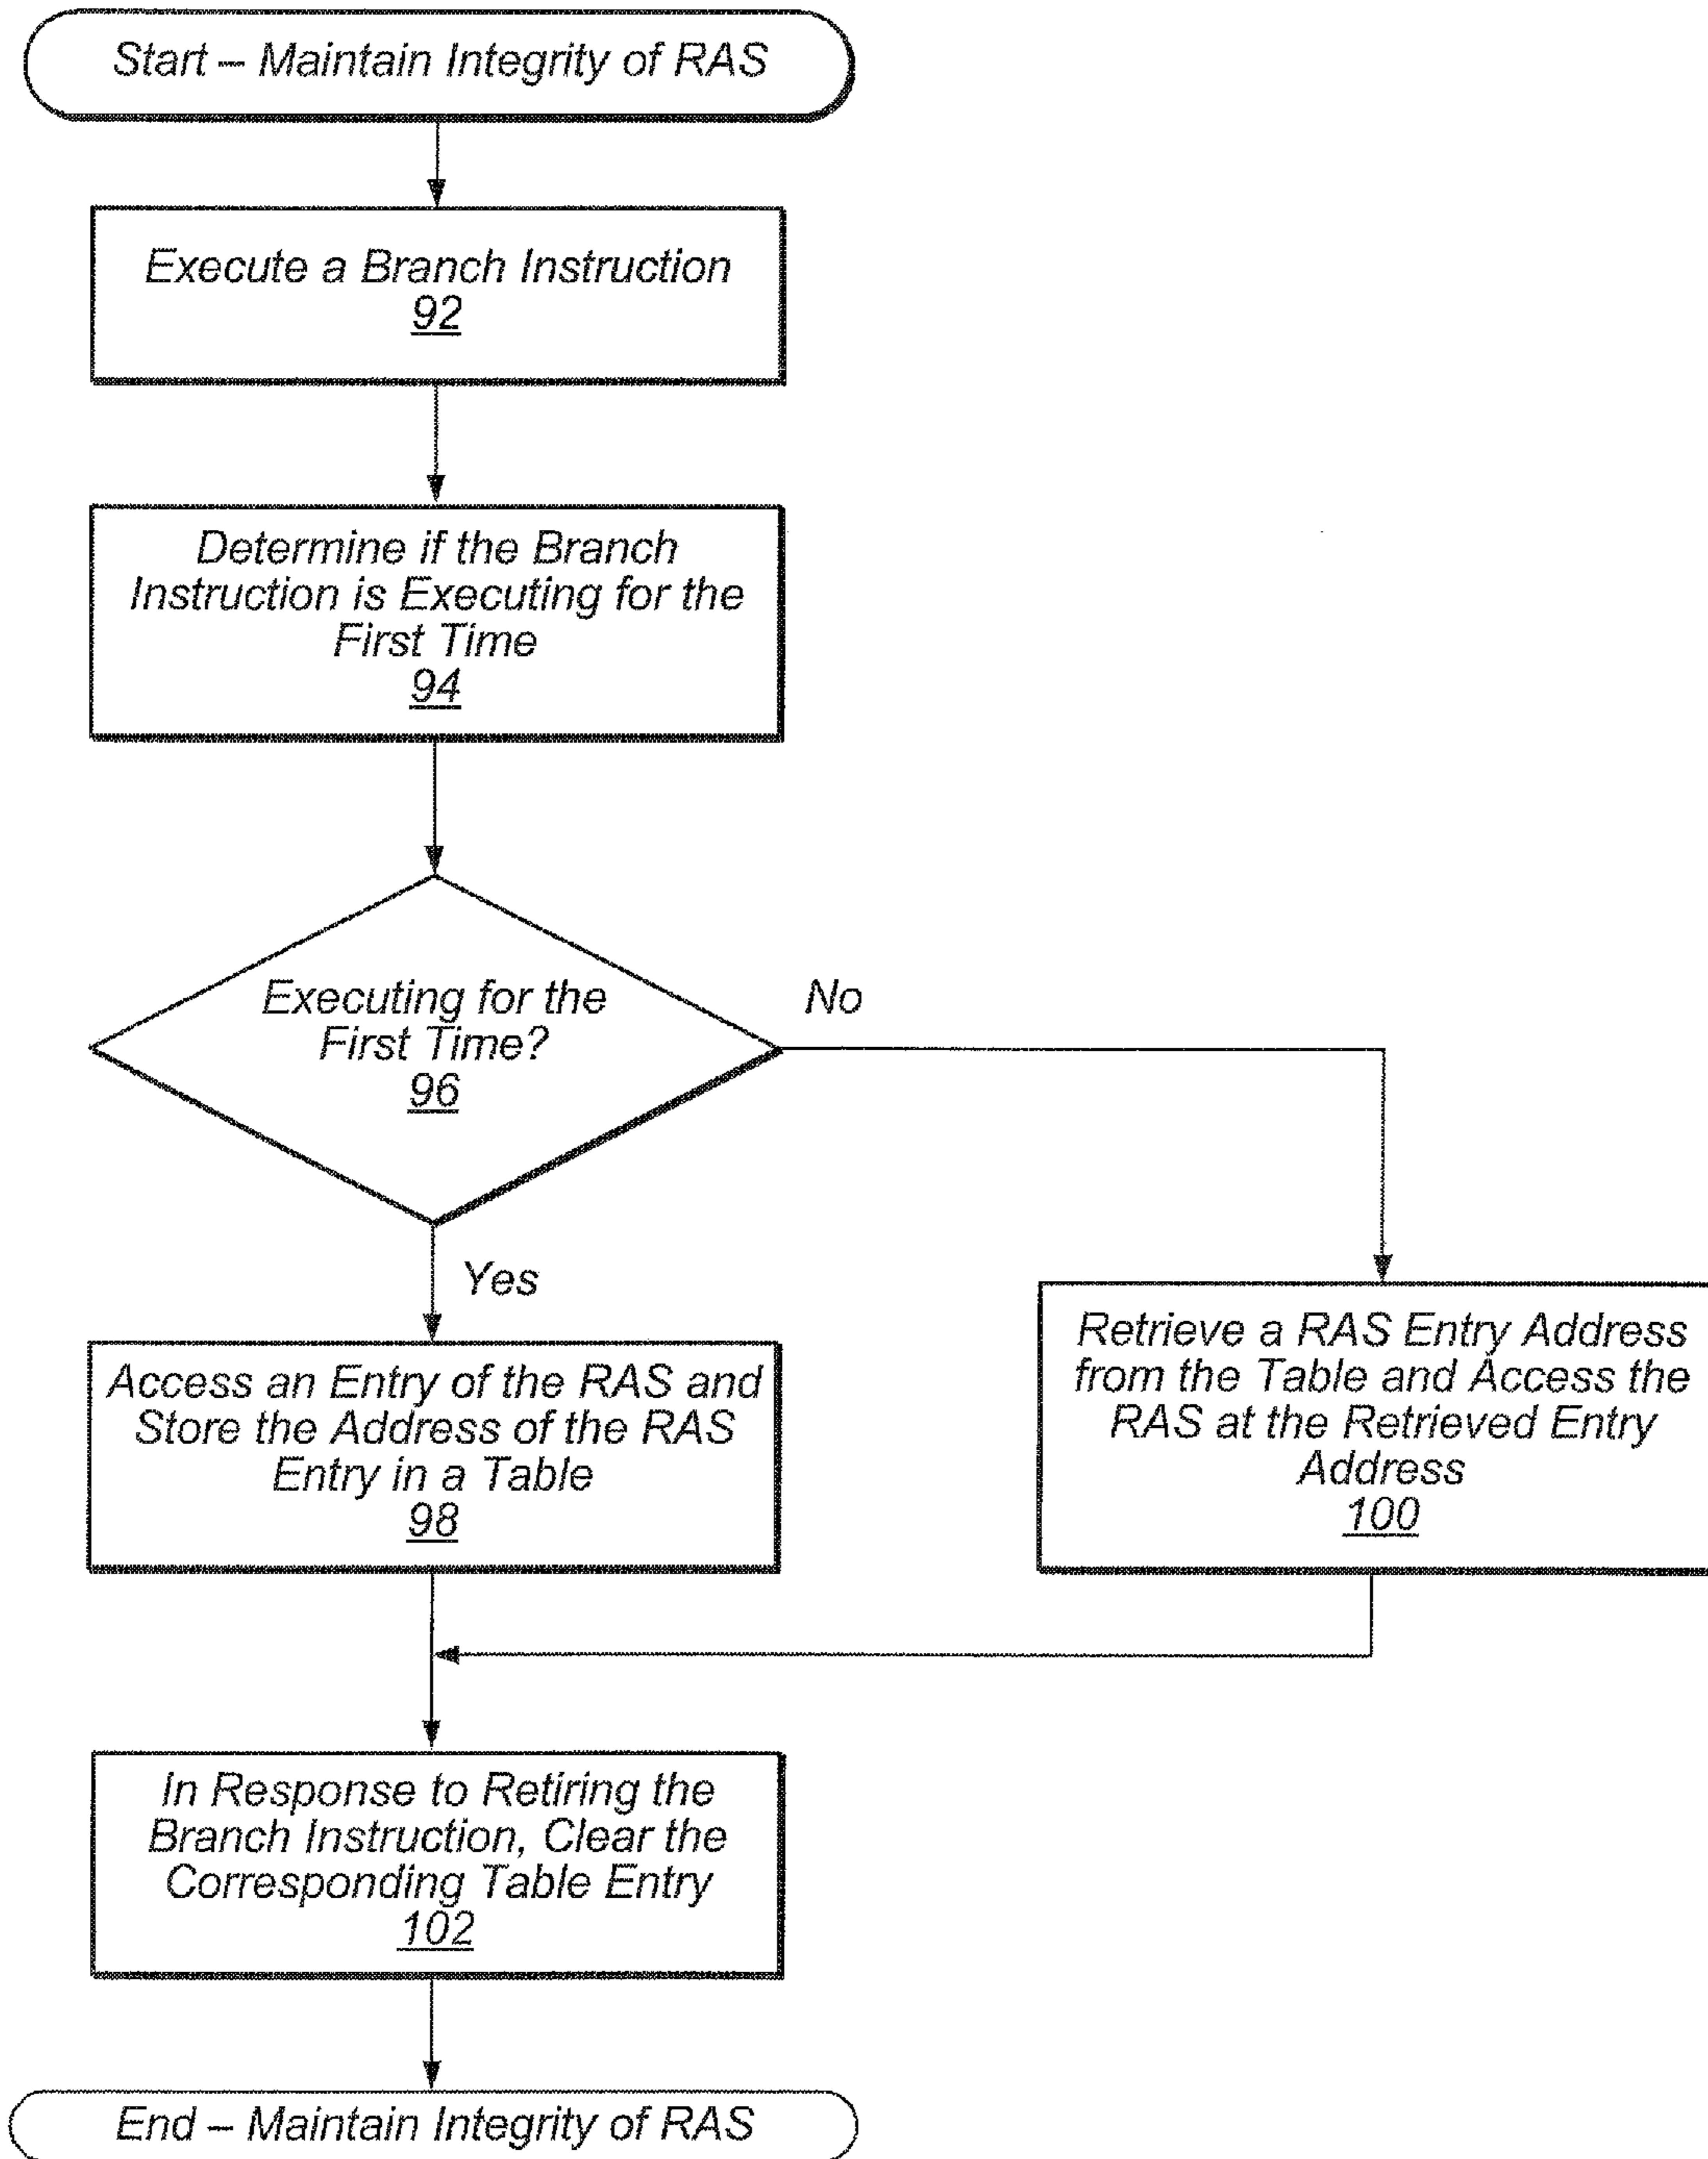 Start – Maintain Integrity of RAS
Execute a Branch Instruction
92
Determine if the Branch
Instruction is Executing for the
First Time
94
Executing for the
First Time?
96
No
Yes
Access an Entry of the RAS and
Store the Address of the RAS
Entry in a Table
98
Retrieve a RAS Entry Address
from the Table and Access the
RAS at the Retrieved Entry
Address
100
In Response to Retiring the
Branch Instruction, Clear the
Corresponding Table Entry
102
End – Maintain Integrity of RAS